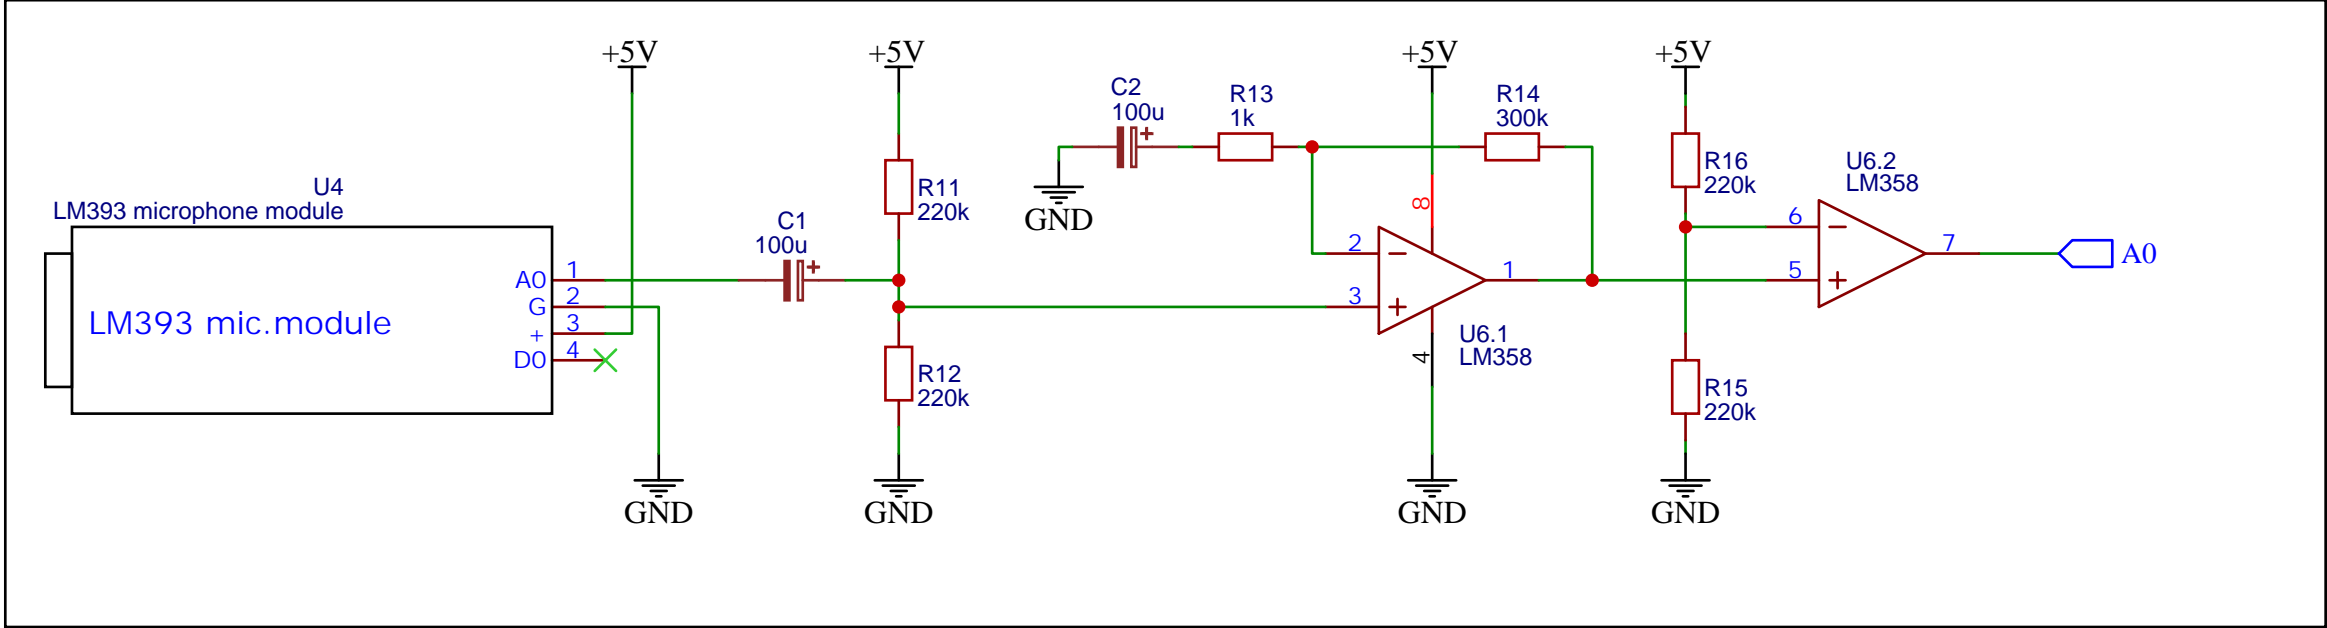 +5V
+5V
+5V
+5V
C2
100u
R13
1k
R14
300k
U4
LM393 microphone module
LM393 mic.module
A0
G
+
D0
1
2
3
4
C1
100u
+
R11
220k
R12
220k
+
GND
8
2
3
1
4
U6.1
LM358
R16
220k
R15
220k
U6.2
LM358
6
5
7
A0
GND
GND
GND
GND